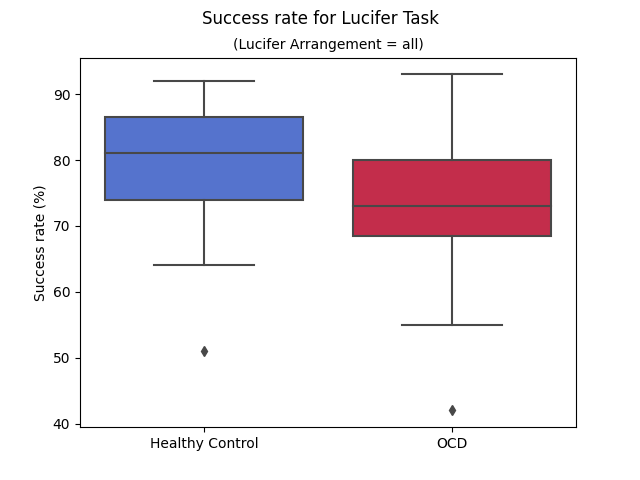 Success rate for Lucifer Task
(Lucifer Arrangement = all)
Success rate (%)
90
80
70
60
50
40
Healthy Control
OCD